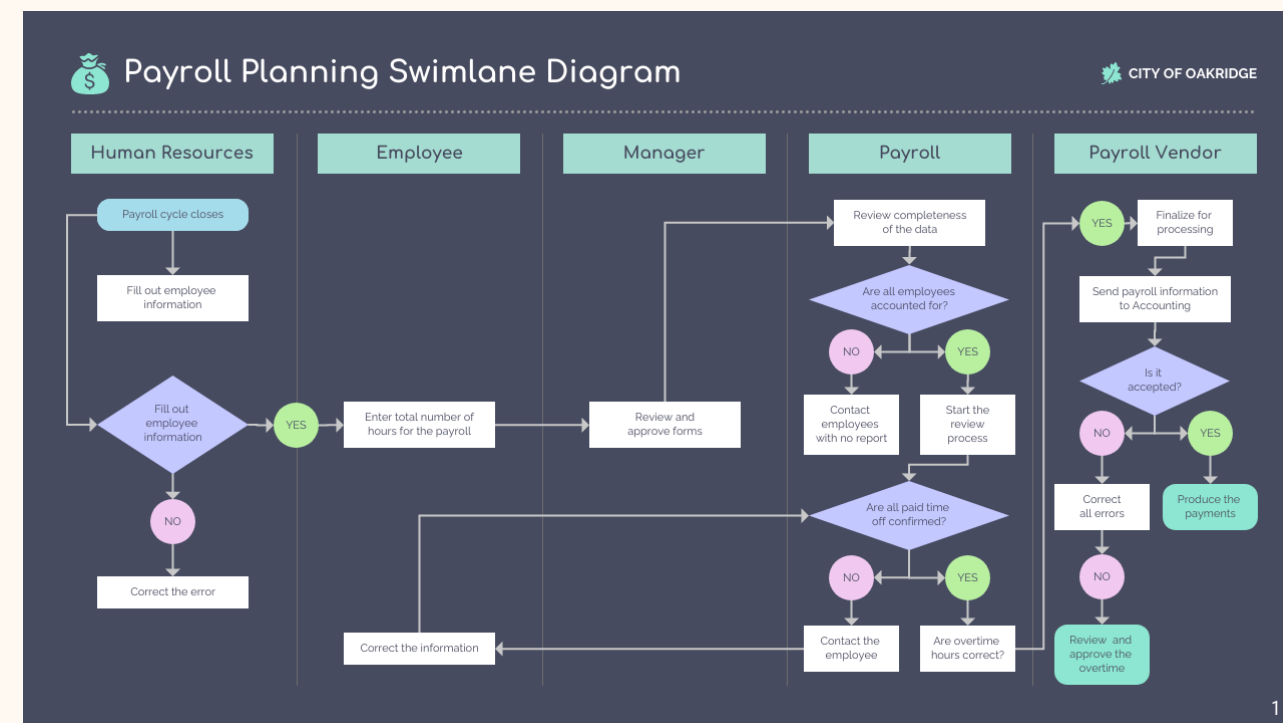 Payroll Planning Swimlane Diagram
CITY OF OAKRIDGE
$
Human Resources
Employee
Manager
Payroll
Payroll Vendor
Payroll cycle closes
Fill out employee
information
Fill out
employee
information
YES
NO
Correct the error
Enter total number of
hours for the payroll
Correct the information
Review and
approve forms
Review completeness
of the data
Are all employees
accounted for?
NO
YES
Contact
employees
with no report
Start the
review
process
Are all paid time
off confirmed?
NO
YES
Contact the
employee
Are overtime
hours correct?
YES
Finalize for
processing
Send payroll information
to Accounting
Is it
accepted?
NO
YES
Correct
all errors
Produce the
payments
NO
Review and
approve the
overtime
1